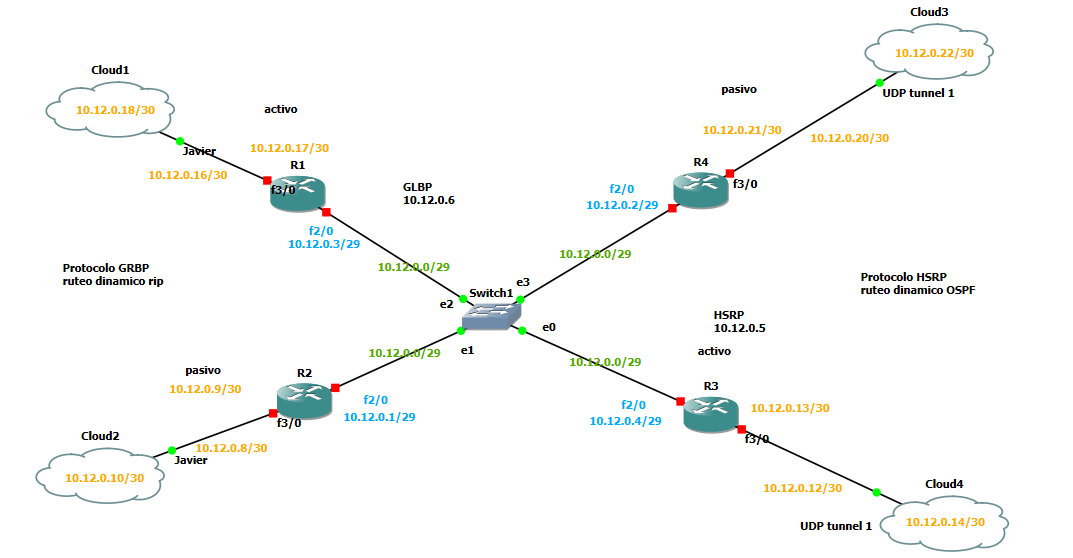 Cloud3
10.12.0.22/30
UDP tunnel 1
Cloud1
10.12.0.18/30
Javier
activo
10.12.0.17/30
10.12.0.16/30
R1
f3/0
pasivo
10.12.0.21/30
10.12.0.20/30
R4
f3/0
GLBP
10.12.0.6
f2/0
10.12.0.2/29
f2/0
10.12.0.3/29
10.12.0.0/29
10.12.0.0/29
Protocolo GRBP
ruteo dinamico rip
Protocolo HSRP
ruteo dinamico OSPF
e3
Switch1
e2
e0
e1
HSRP
10.12.0.5
activo
10.12.0.0/29
10.12.0.0/29
pasivo
10.12.0.9/30
R2
f3/0
f2/0
10.12.0.1/29
f2/0
10.12.0.4/29
R3
10.12.0.13/30
f3/0
Cloud2
10.12.0.10/30
10.12.0.8/30
Javier
10.12.0.12/30
Cloud4
10.12.0.14/30
UDP tunnel 1